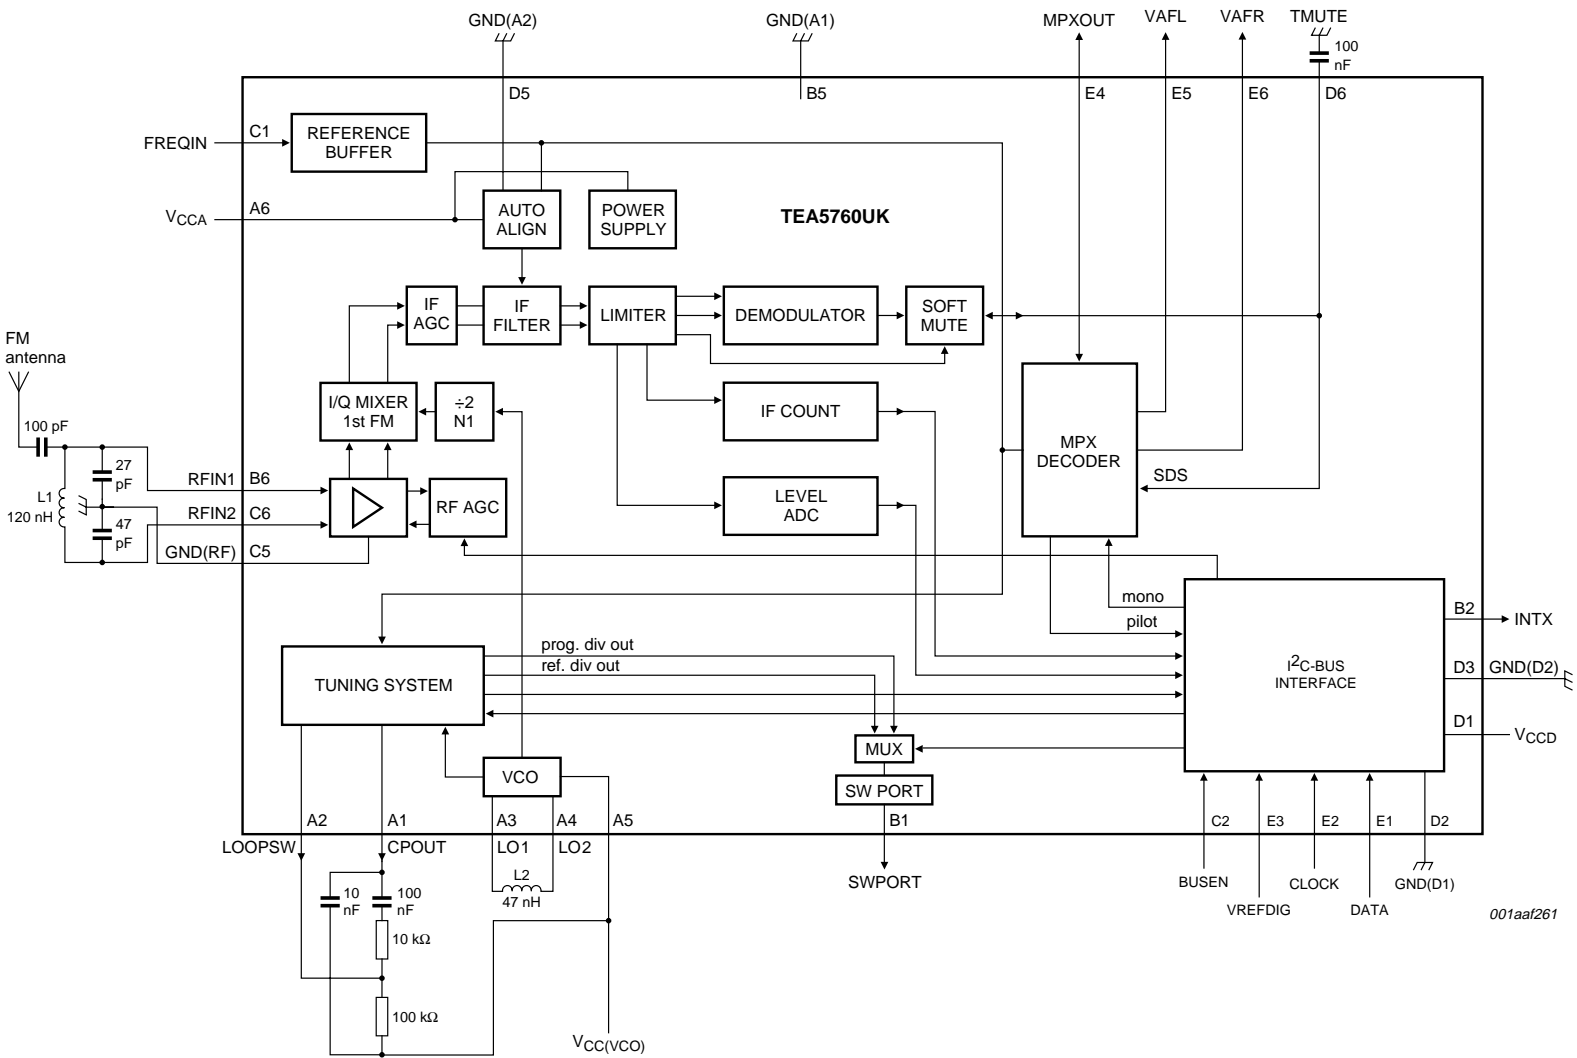 GND(A2)
GND(A1)
MPXOUT
VAFL
VAFR
TMUTE
100
nF
D5
B5
E4
E5
E6
D6
FREQIN
C1
REFERENCE
BUFFER
VCCA
A6
AUTO
ALIGN
POWER
SUPPLY
TEA5760UK
IF
AGC
IF
FILTER
LIMITER
DEMODULATOR
SOFT
MUTE
FM
antenna
I/Q MIXER
1st FM
÷2
N1
IF COUNT
MPX
DECODER
100 pF
27
pF
RFIN1
B6
SDS
L1
120 nH
RF AGC
LEVEL
ADC
47
pF
RFIN2
C6
GND(RF)
C5
mono
pilot
B2
INTX
prog. div out
ref. div out
TUNING SYSTEM
I2C-BUS
INTERFACE
D3
GND(D2)
D1
VCCD
MUX
VCO
SW PORT
A2
A1
A3
A4
A5
B1
C2
E3
E2
E1
D2
LOOPSW
CPOUT
LO1
LO2
L2
47 nH
SWPORT
BUSEN
CLOCK
GND(D1)
VREFDIG
DATA
10
nF
100
nF
001aaf261
10 kΩ
100 kΩ
VCC(VCO)